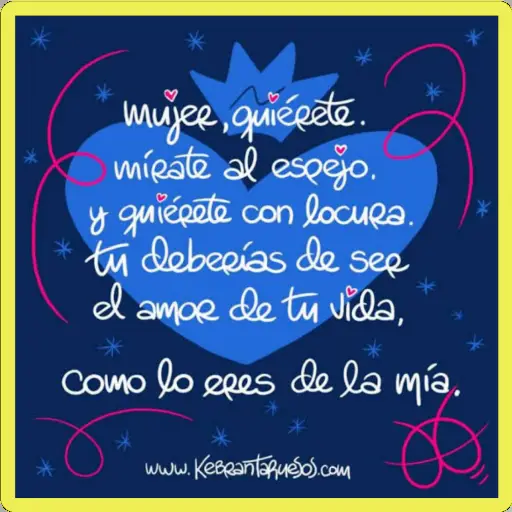 mujer, quiérete.
mírate al espejo.
y quiérete con locura.
tú deberías de ser
el amor de tu vida,
como lo eres de la mía.
www.Kebrantahuesos.com